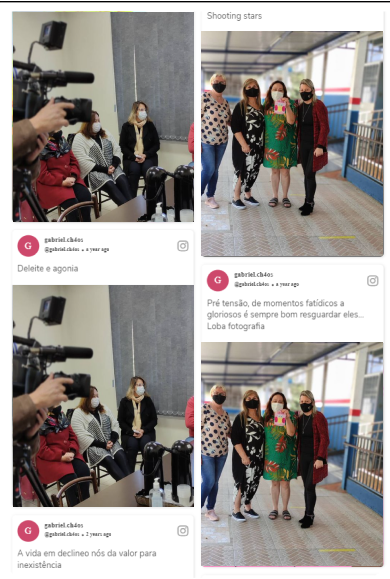 G
gabriel.ch4os
@gabriel.ch4os • a year ago
Deleite e agonia
G
gabriel.ch4os
@gabriel.ch4os • 2 years ago
A vida em declineo nós da valor para
inexistência
Shooting stars
G
gabriel.ch4os
@gabriel.ch4os • a year ago
Pré tensão, de momentos fatídicos a
gloriosos é sempre bom resguardar eles...
Loba fotografia